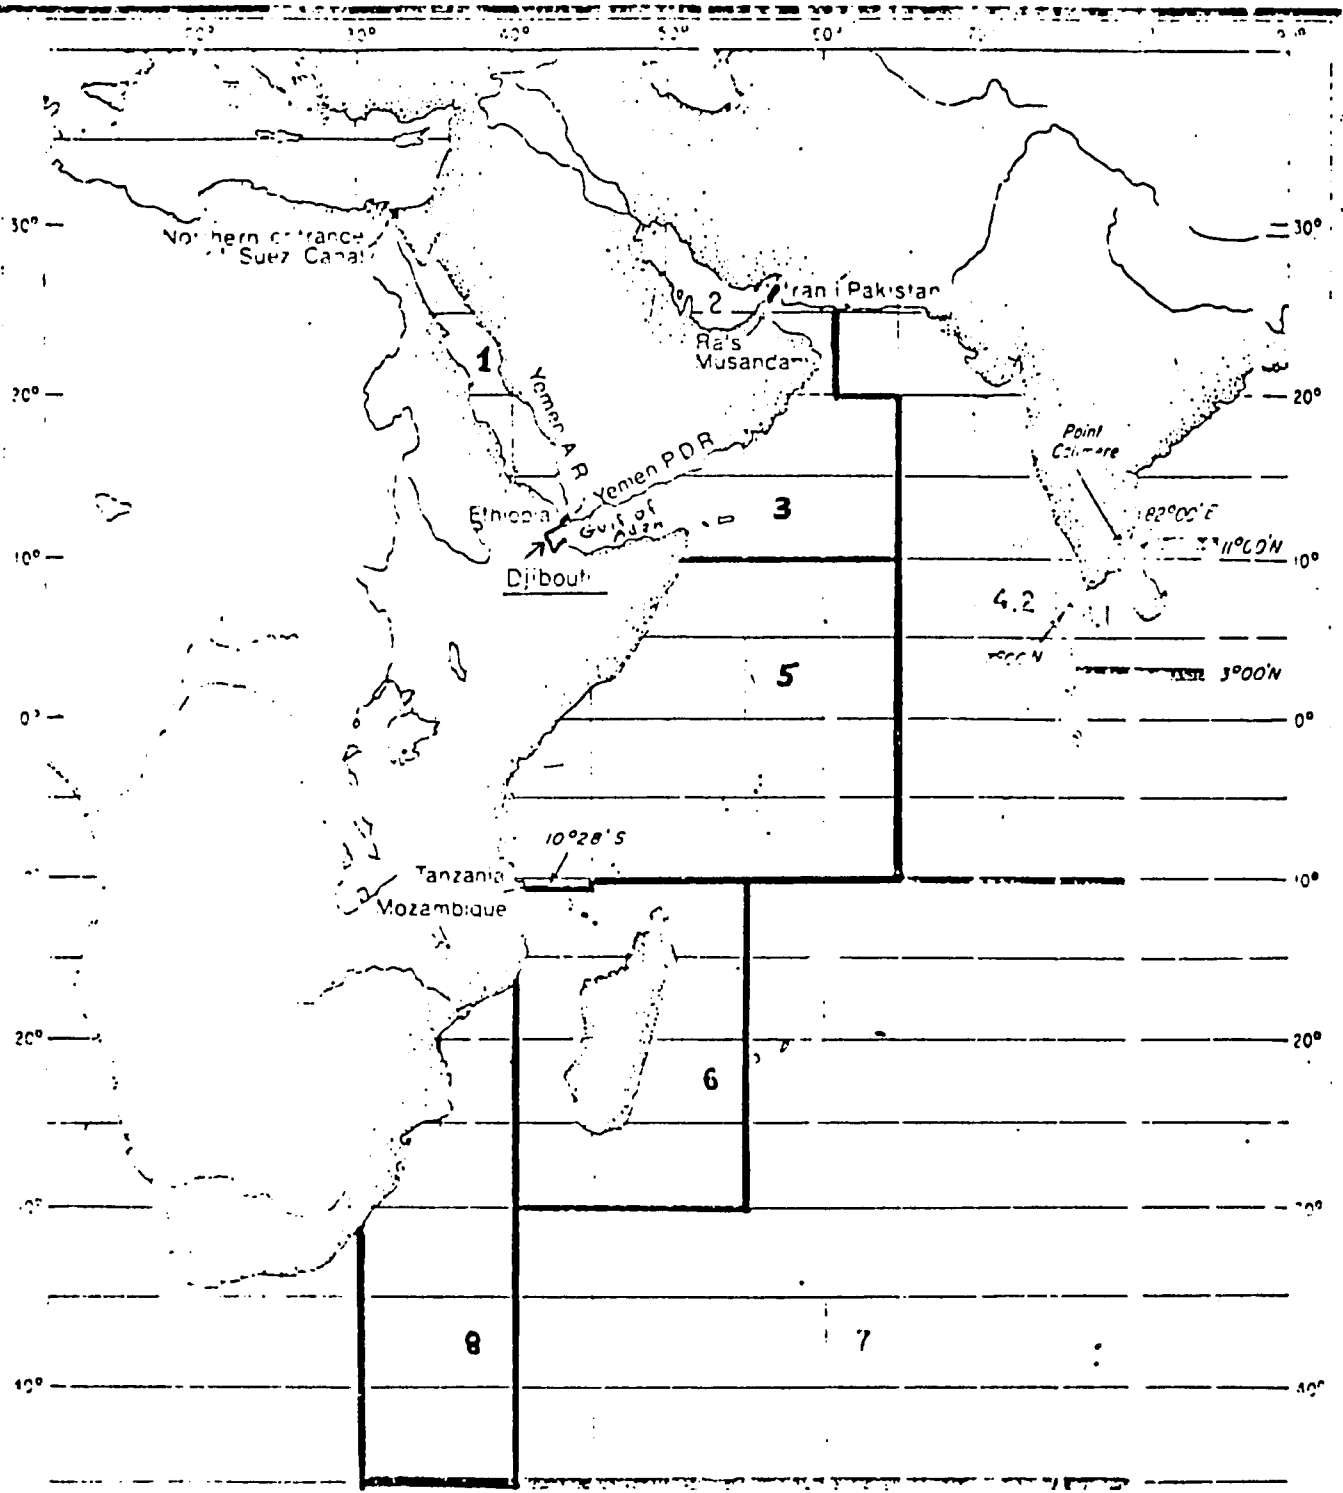 30°
30°
Suez Canal
2
Iran | Pakistan
Ra's
Musandam
1
20°
20°
Yemen A R
Point
Calimere
Yemen PDR
3
82°00'E
Ethiopia
Gulf of
Aden
11°00'N
10°
10°
Djibouti
4.2
5
3°00'N
0°
0°
10°28'S
Tanzania
10°
Mozambique
20°
20°
6
8
7